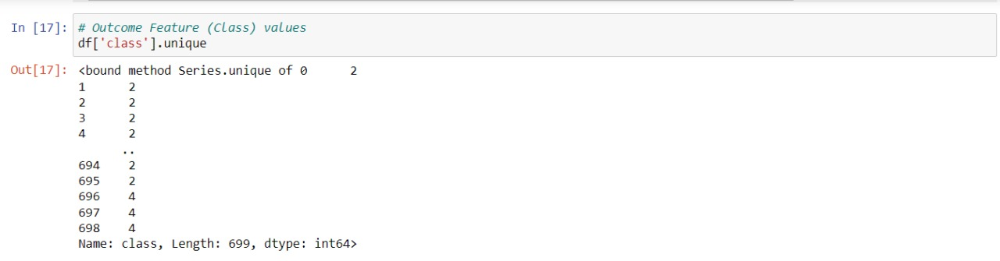 In [17]: # Outcome Feature (Class) values
df['class'].unique
Out[17]: <bound method Series.unique of 0      2
1      2
2      2
3      2
4      2
..
694    2
695    2
696    4
697    4
698    4
Name: class, Length: 699, dtype: int64>